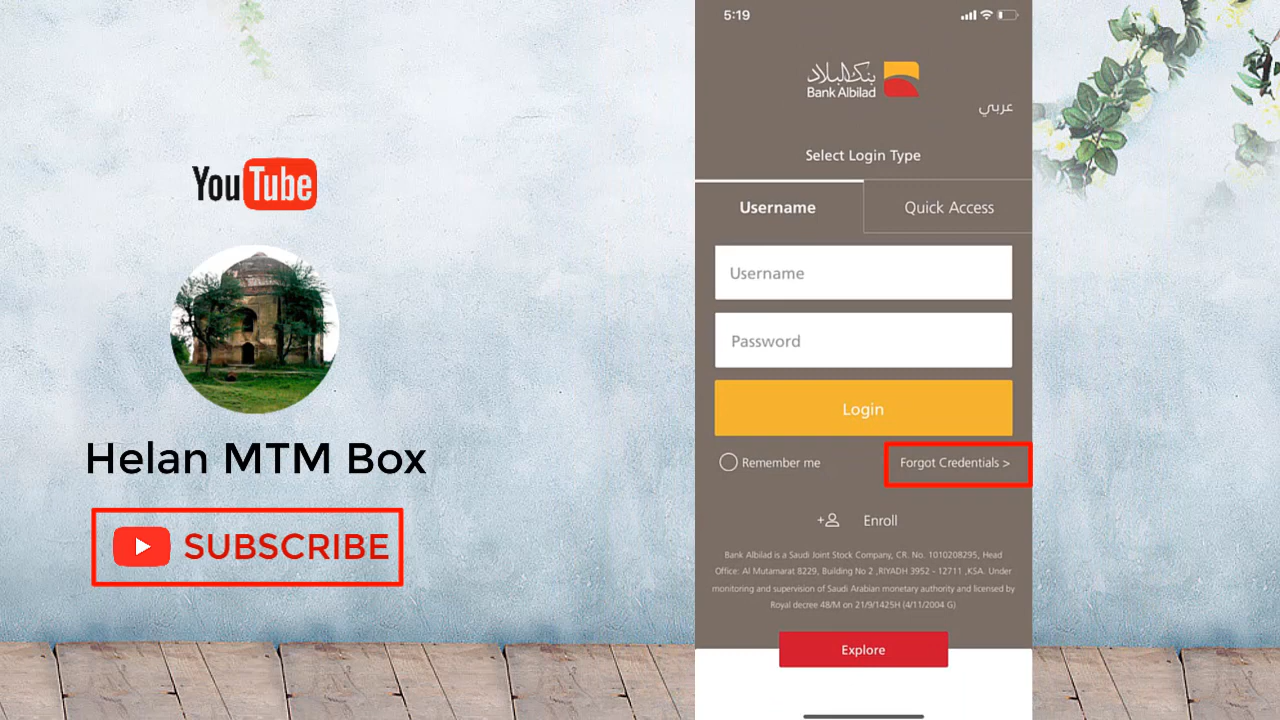 YouTube
Helan MTM Box
SUBSCRIBE
5:19
بنك البلاد
Bank Albilad
عربي
Select Login Type
Username
Quick Access
Username
Password
Login
Remember me
Forgot Credentials >
Enroll
Bank Albilad is a Saudi Joint Stock Company, CR. No. 1010208295, Head
Office: Al Mutamarat 8229, Building No 2 ,RIYADH 3952 - 12711 ,KSA. Under
monitoring and supervision of Saudi Arabian monetary authority and licensed by
Royal decree 48/M on 21/9/1425H (4/11/2004 G)
Explore